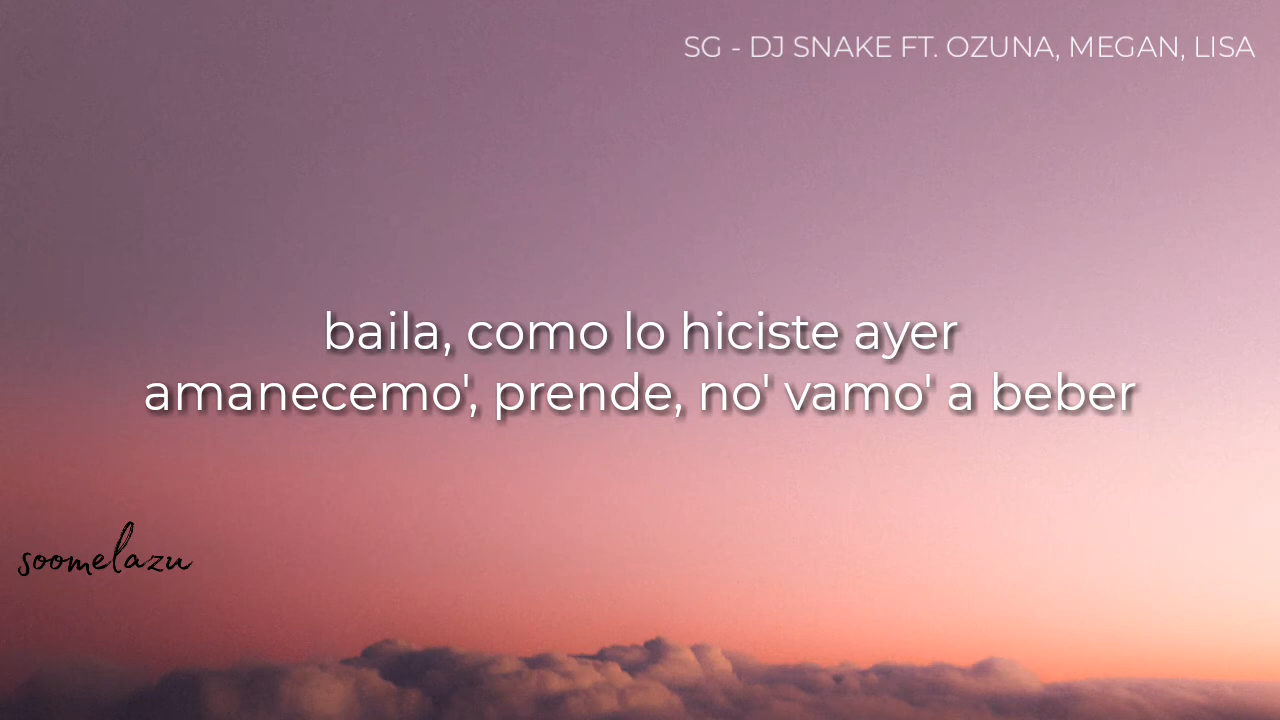 SG - DJ SNAKE FT. OZUNA, MEGAN, LISA
baila, como lo hiciste ayer
amanecemo', prende, no' vamo' a beber
soomelazu